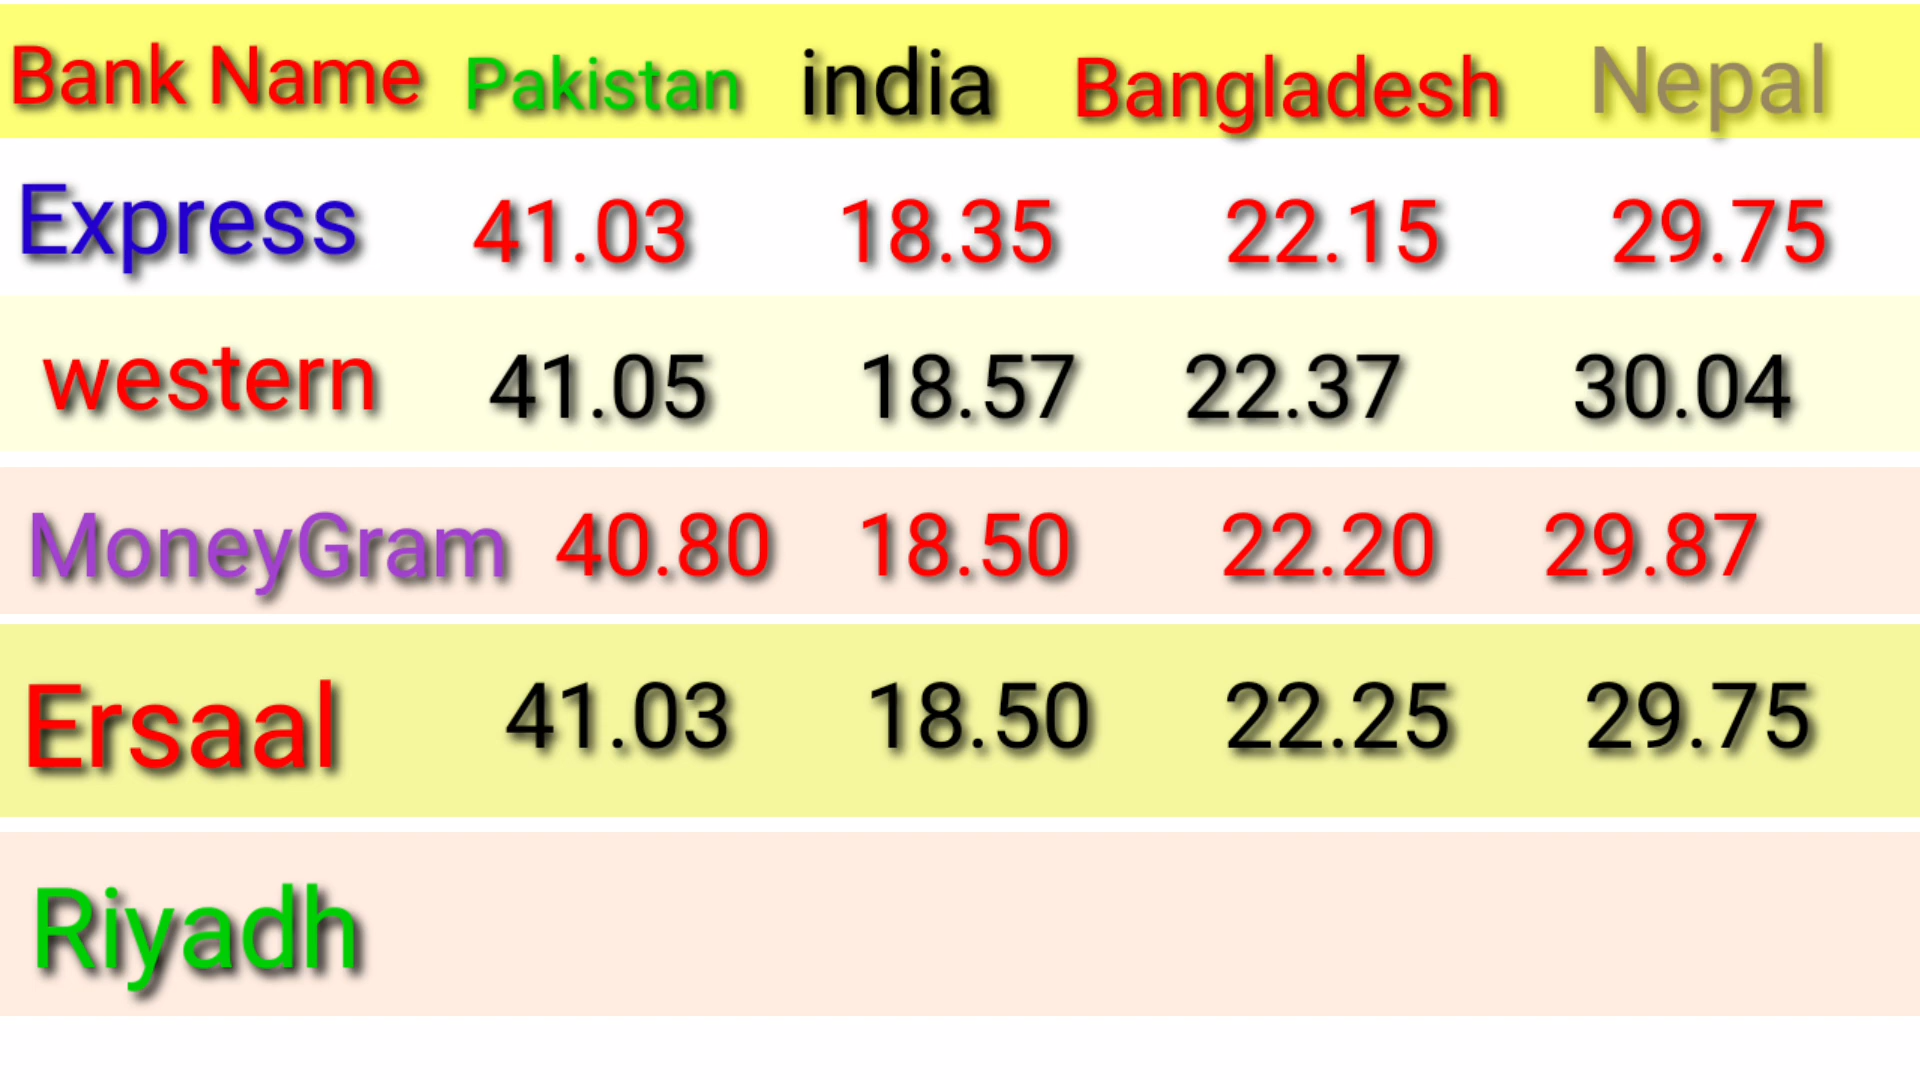 Bank Name Pakistan india Bangladesh Nepal
Express 41.03 18.35 22.15 29.75
western 41.05 18.57 22.37 30.04
MoneyGram 40.80 18.50 22.20 29.87
Ersaal 41.03 18.50 22.25 29.75
Riyadh